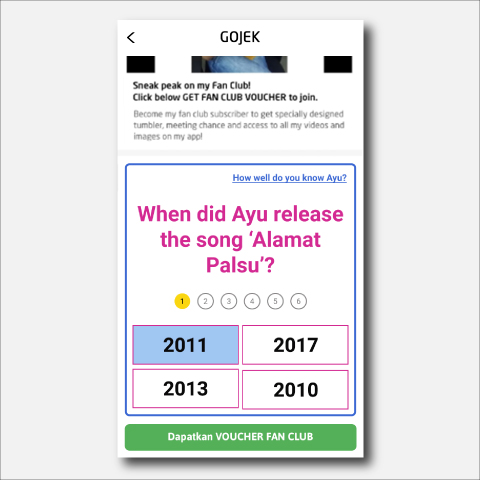 GOJEK
Sneak peak on my Fan Club!
Click below GET FAN CLUB VOUCHER to join.
Become my fan club subscriber to get specially designed
tumbler, meeting chance and access to all my videos and
images on my app!
How well do you know Ayu?
When did Ayu release
the song ‘Alamat
Palsu’?
1 2 3 4 5 6
2011 2017
2013 2010
Dapatkan VOUCHER FAN CLUB